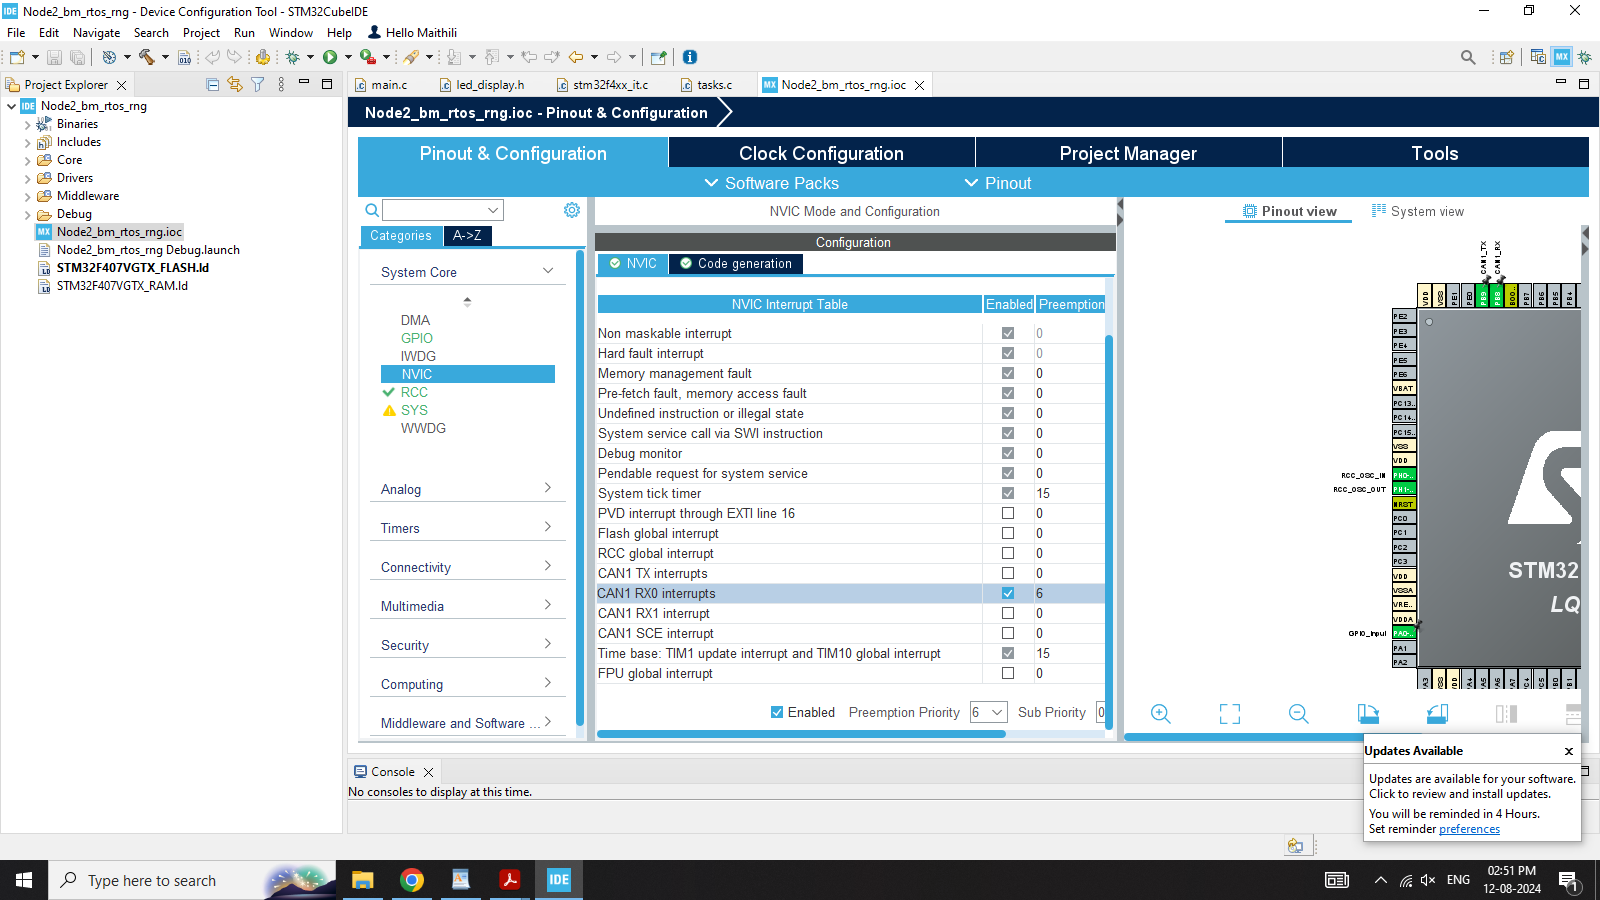 Node2_bm_rtos_rng - Device Configuration Tool - STM32CubeIDE
File Edit Navigate Search Project Run Window Help Hello Maithili
Project Explorer
main.c led_display.h stm32f4xx_it.c tasks.c Node2_bm_rtos_rng.ioc
Node2_bm_rtos_rng
Binaries
Includes
Core
Drivers
Middleware
Debug
Node2_bm_rtos_rng.ioc
Node2_bm_rtos_rng Debug.launch
STM32F407VGTX_FLASH.ld
STM32F407VGTX_RAM.ld
Node2_bm_rtos_rng.ioc - Pinout & Configuration
Pinout & Configuration Clock Configuration Project Manager Tools
Software Packs Pinout
Categories A->Z
System Core
DMA
GPIO
IWDG
NVIC
RCC
SYS
WWDG
Analog
Timers
Connectivity
Multimedia
Security
Computing
Middleware and Software ...
NVIC Mode and Configuration
Configuration
NVIC Code generation
NVIC Interrupt Table Enabled Preemption
Non maskable interrupt 0
Hard fault interrupt 0
Memory management fault 0
Pre-fetch fault, memory access fault 0
Undefined instruction or illegal state 0
System service call via SWI instruction 0
Debug monitor 0
Pendable request for system service 0
System tick timer 15
PVD interrupt through EXTI line 16 0
Flash global interrupt 0
RCC global interrupt 0
CAN1 TX interrupts 0
CAN1 RX0 interrupts 6
CAN1 RX1 interrupt 0
CAN1 SCE interrupt 0
Time base: TIM1 update interrupt and TIM10 global interrupt 15
FPU global interrupt 0
Enabled Preemption Priority 6 Sub Priority 0
Pinout view System view
CAN1_TX
CAN1_RX
VDD VSS PE1 PE0 PB9 PB8 BOO.. PB7 PB6 PB5 PB4
PE2
PE3
PE4
PE5
PE6
VBAT
PC13..
PC14..
PC15..
VSS
VDD
RCC_OSC_IN PH0-..
RCC_OSC_OUT PH1-..
NRST
PC0
PC1
PC2
PC3
VDD
VSSA
VRE..
VDDA
GPIO_Input PA0-..
PA1
PA2
STM32
LQ
Console
No consoles to display at this time.
Updates Available x
Updates are available for your software.
Click to review and install updates.
You will be reminded in 4 Hours.
Set reminder preferences
Type here to search
IDE
ENG
02:51 PM
12-08-2024
1